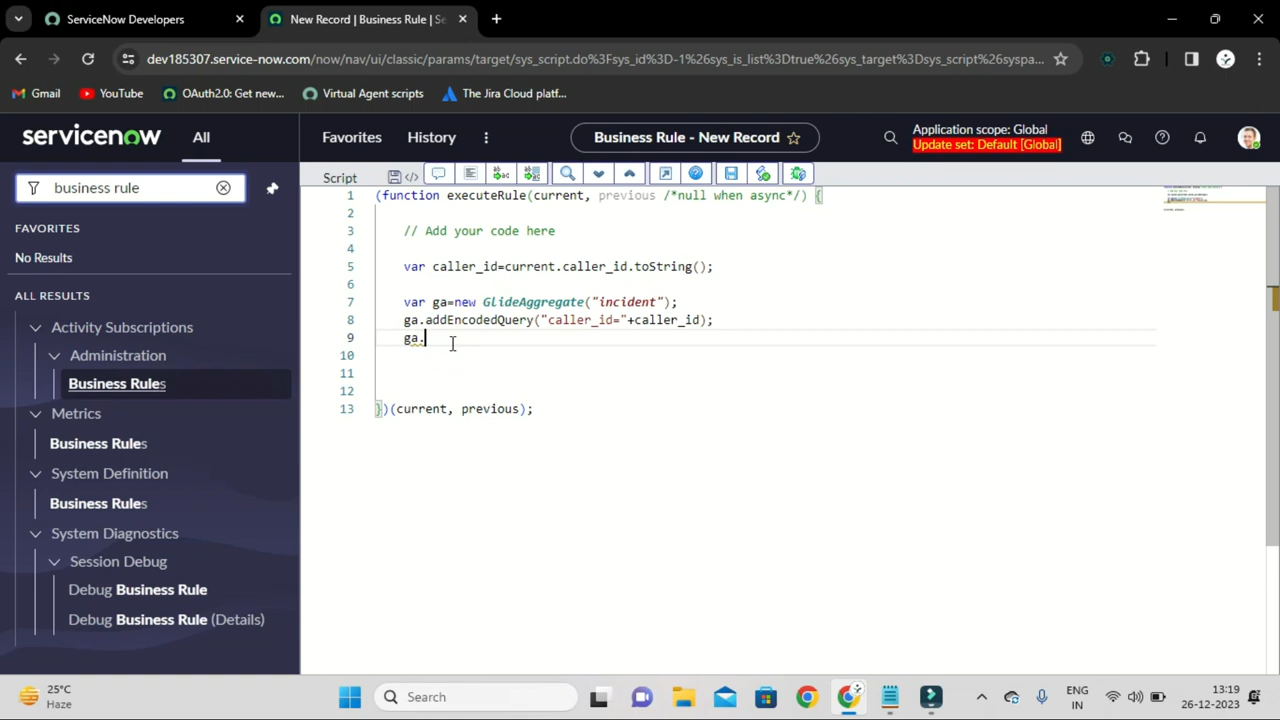 ServiceNow Developers
New Record | Business Rule | Se
dev185307.service-now.com/now/nav/ui/classic/params/target/sys_script.do%3Fsys_id%3D-1%26sys_is_list%3Dtrue%26sys_target%3Dsys_script%26syspa...
Gmail
YouTube
OAuth2.0: Get new...
Virtual Agent scripts
The Jira Cloud platf...
servicenow
All
Favorites
History
Business Rule - New Record
Application scope: Global
Update set: Default [Global]
business rule
FAVORITES
No Results
ALL RESULTS
Activity Subscriptions
Administration
Business Rules
Metrics
Business Rules
System Definition
Business Rules
System Diagnostics
Session Debug
Debug Business Rule
Debug Business Rule (Details)
Script
1 (function executeRule(current, previous /*null when async*/) {
2
3 // Add your code here
4
5 var caller_id=current.caller_id.toString();
6
7 var ga=new GlideAggregate("incident");
8 ga.addEncodedQuery("caller_id="+caller_id);
9 ga.
10
11
12
13 })(current, previous);
25°C
Haze
Search
ENG
IN
13:19
26-12-2023